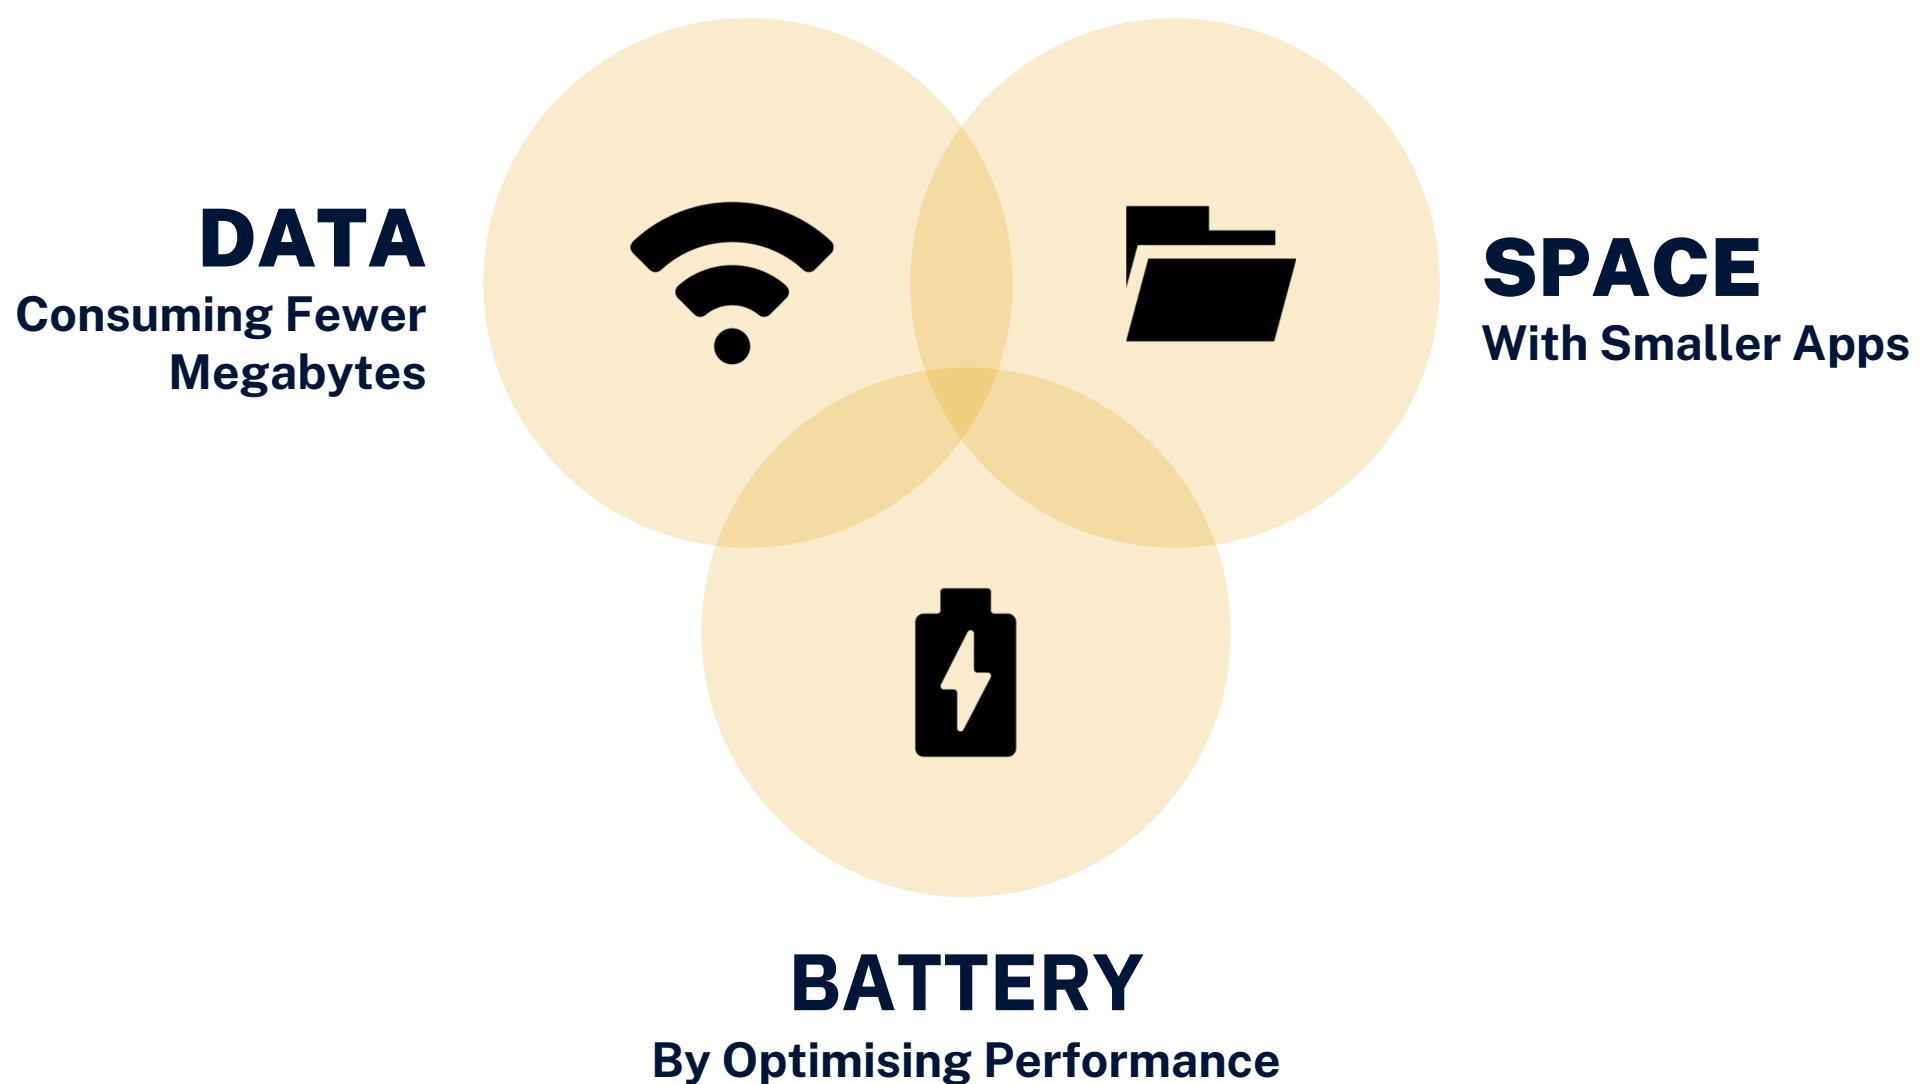 DATA
Consuming Fewer
Megabytes
SPACE
With Smaller Apps
BATTERY
By Optimising Performance